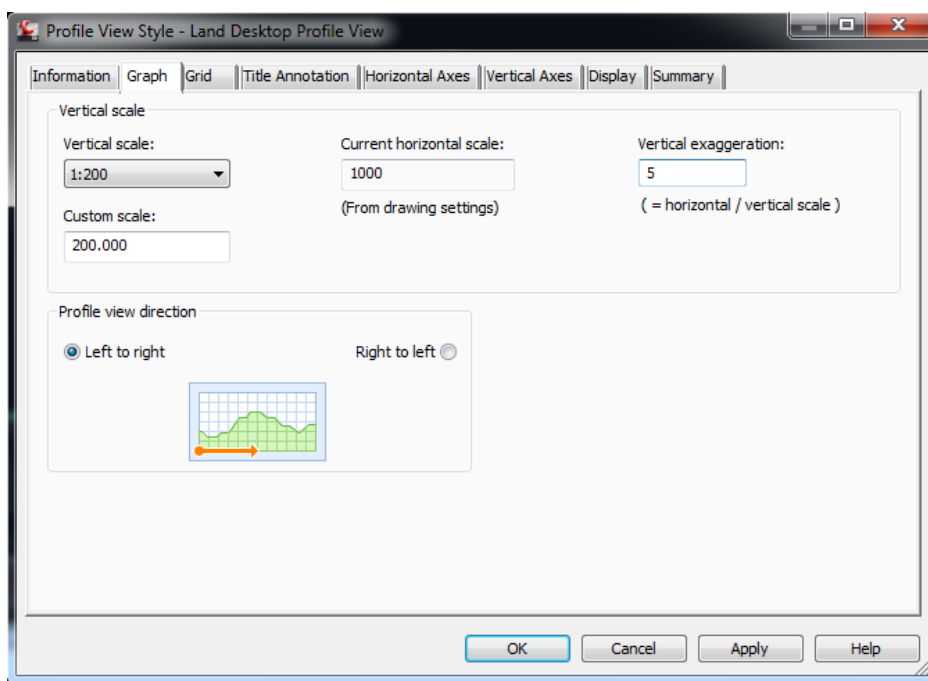 Profile View Style - Land Desktop Profile View
Information Graph Grid Title Annotation Horizontal Axes Vertical Axes Display Summary
Vertical scale
Vertical scale: Current horizontal scale: Vertical exaggeration:
1:200 1000 5
(From drawing settings) ( = horizontal / vertical scale )
Custom scale:
200.000
Profile view direction
Left to right Right to left
OK Cancel Apply Help